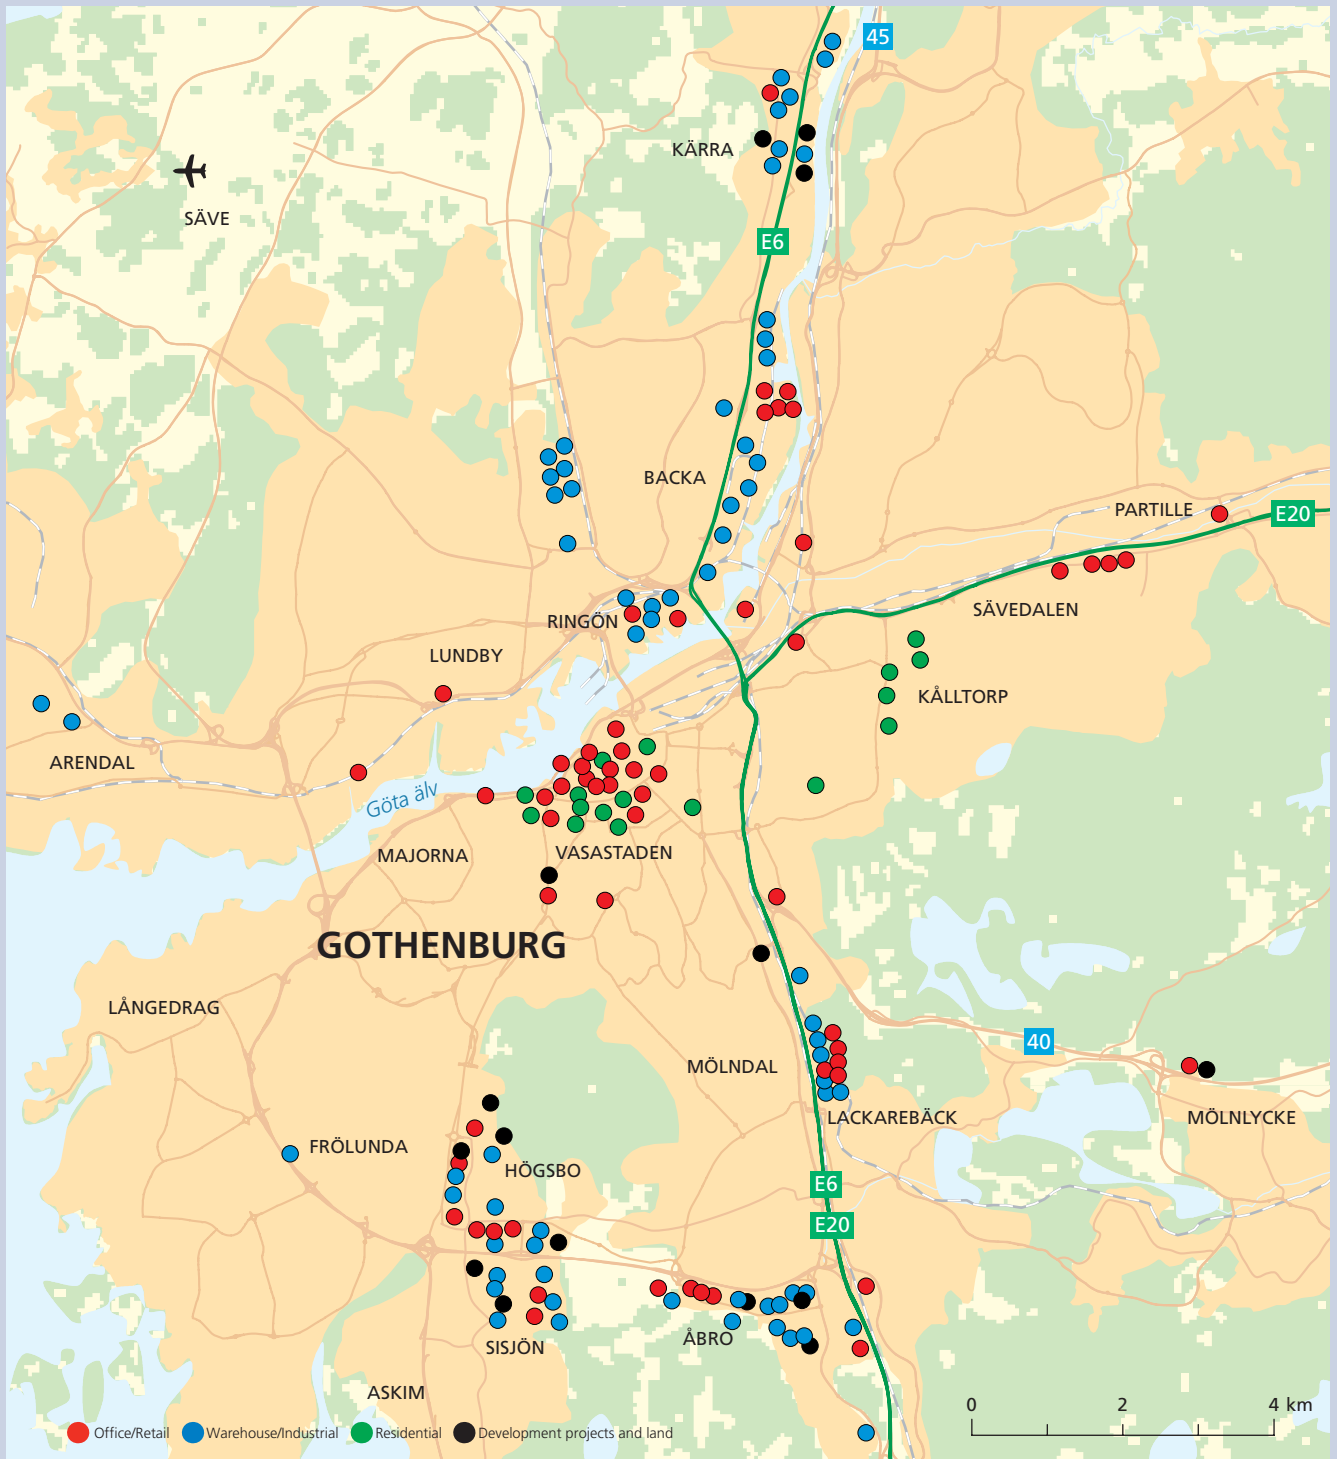 45
KÄRRA
SÄVE
E6
BACKA
PARTILLE
E20
SÄVEDALEN
RINGÖN
LUNDBY
KÅLLTORP
ARENDAL
Göta älv
MAJORNA
VASASTADEN
GOTHENBURG
LÅNGEDRAG
40
MÖLNDAL
LACKAREBÄCK
MÖLNLYCKE
FRÖLUNDA
HÖGSBO
E6
E20
ÅBRO
SISJÖN
ASKIM
0 2 4 km
Office/Retail Warehouse/Industrial Residential Development projects and land